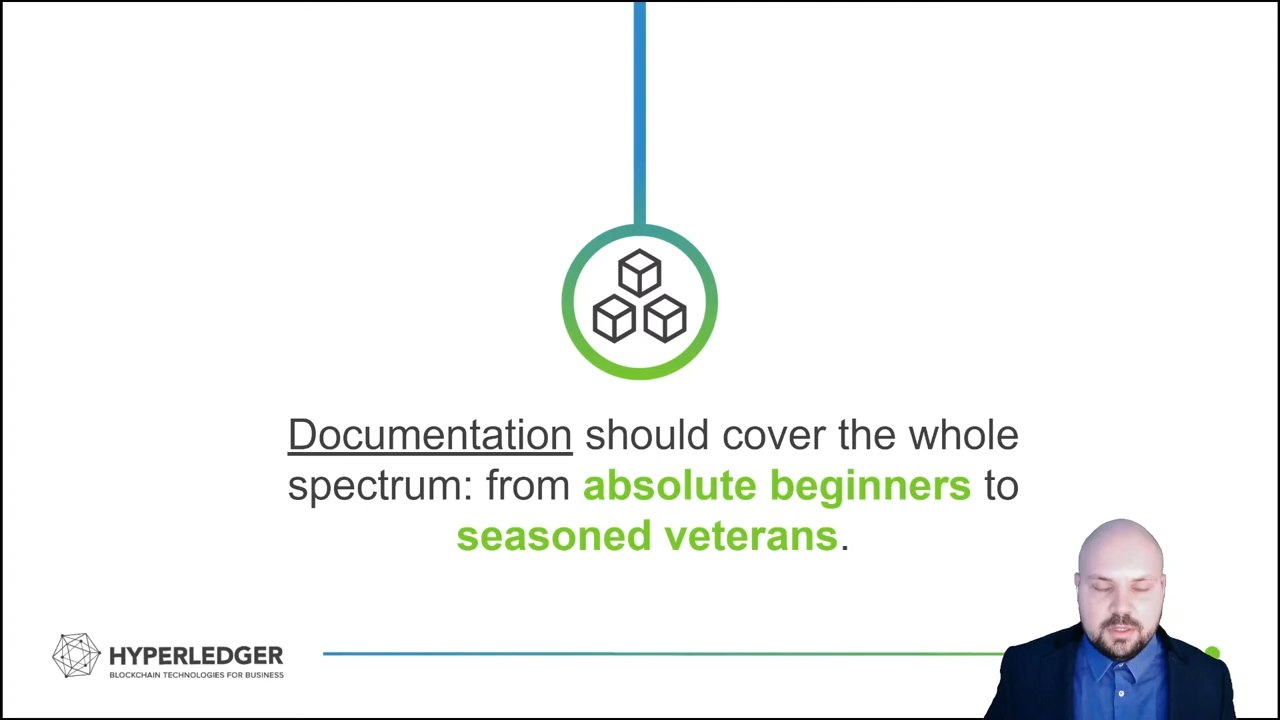 Documentation should cover the whole
spectrum: from absolute beginners to
seasoned veterans.
HYPERLEDGER
BLOCKCHAIN TECHNOLOGIES FOR BUSINESS